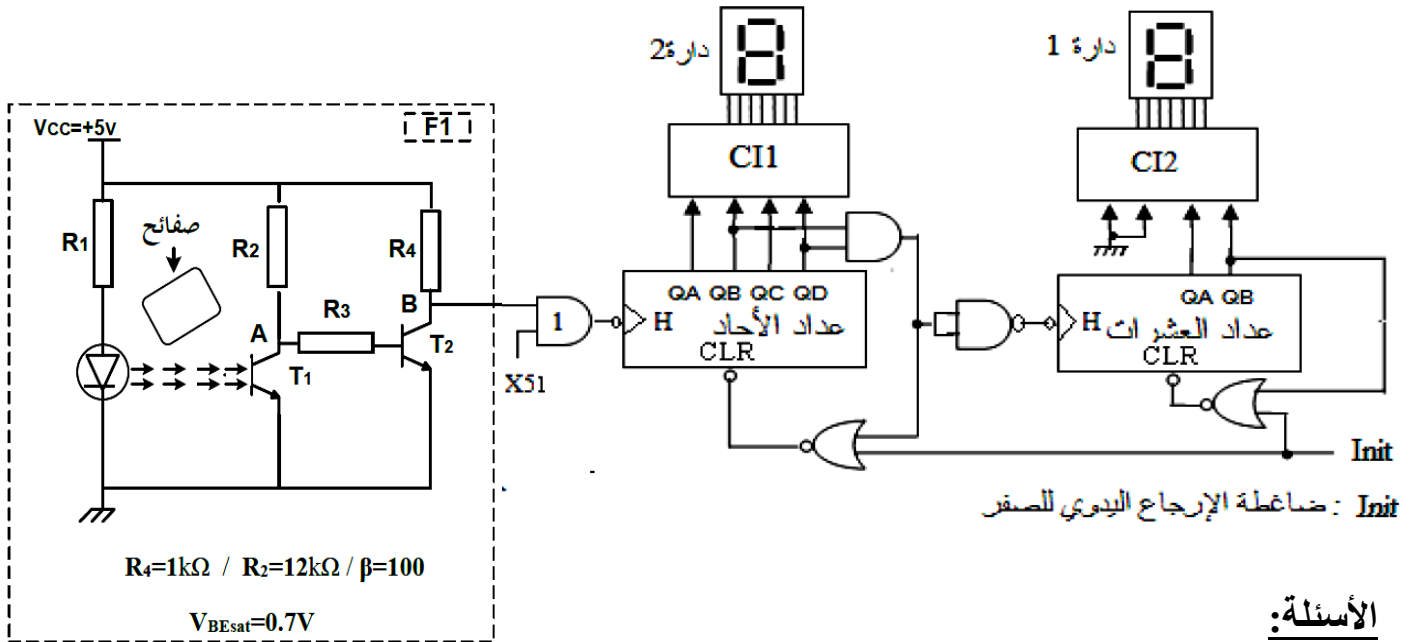 دارة2
دارة 1
Vcc=+5v
F1
CI1
CI2
صفائح
R1
R2
R4
R3
A
B
T1
T2
1
X51
H
QA QB QC QD
عداد الأحاد
CLR
H
QA QB
عداد العشرات
CLR
Init
Init : ضاغطة الإرجاع اليدوي للصفر
R4=1kΩ / R2=12kΩ / β=100
VBEsat=0.7V
الأسئلة: